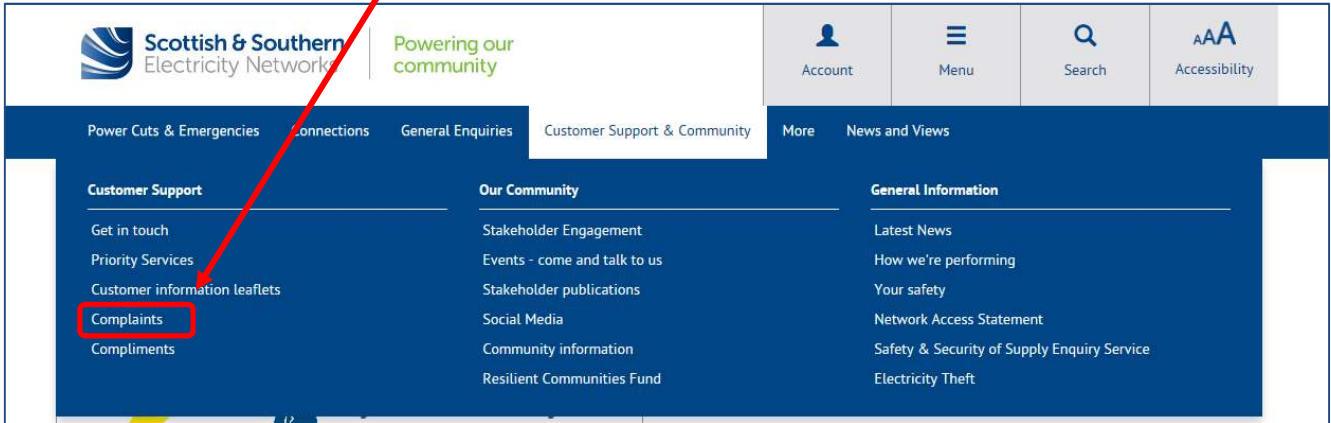 Scottish & Southern
Electricity Networks
Powering our
community
Account
Menu
Search
AAA
Accessibility
Power Cuts & Emergencies
Connections
General Enquiries
Customer Support & Community
More
News and Views
Customer Support
Get in touch
Priority Services
Customer information leaflets
Complaints
Compliments
Our Community
Stakeholder Engagement
Events - come and talk to us
Stakeholder publications
Social Media
Community information
Resilient Communities Fund
General Information
Latest News
How we're performing
Your safety
Network Access Statement
Safety & Security of Supply Enquiry Service
Electricity Theft